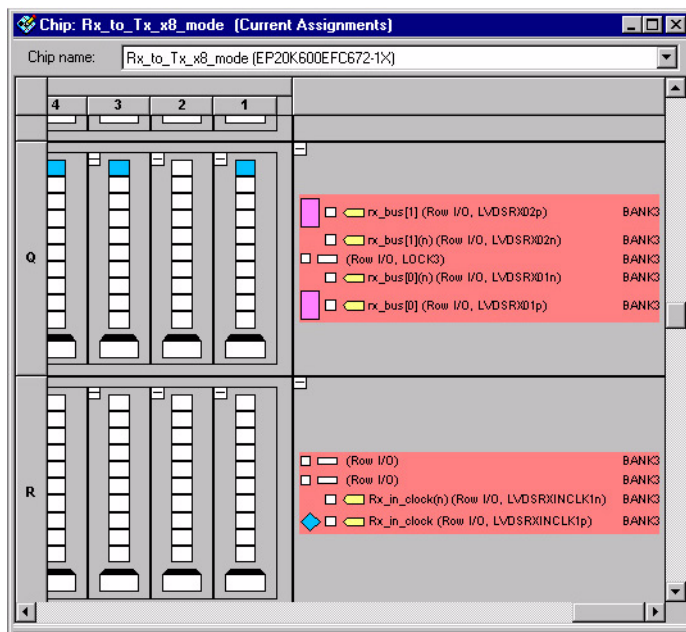 Chip: Rx_to_Tx_x8_mode (Current Assignments)
Chip name: Rx_to_Tx_x8_mode (EP20K600EFC672-1X)
4 3 2 1
Q
rx_bus[1] (Row I/O, LVDSRX02p) BANK3
rx_bus[1](n) (Row I/O, LVDSRX02n) BANK3
(Row I/O, LOCK3) BANK3
rx_bus[0](n) (Row I/O, LVDSRX01n) BANK3
rx_bus[0] (Row I/O, LVDSRX01p) BANK3
R
(Row I/O) BANK3
(Row I/O) BANK3
Rx_in_clock(n) (Row I/O, LVDSRXINCLK1n) BANK3
Rx_in_clock (Row I/O, LVDSRXINCLK1p) BANK3